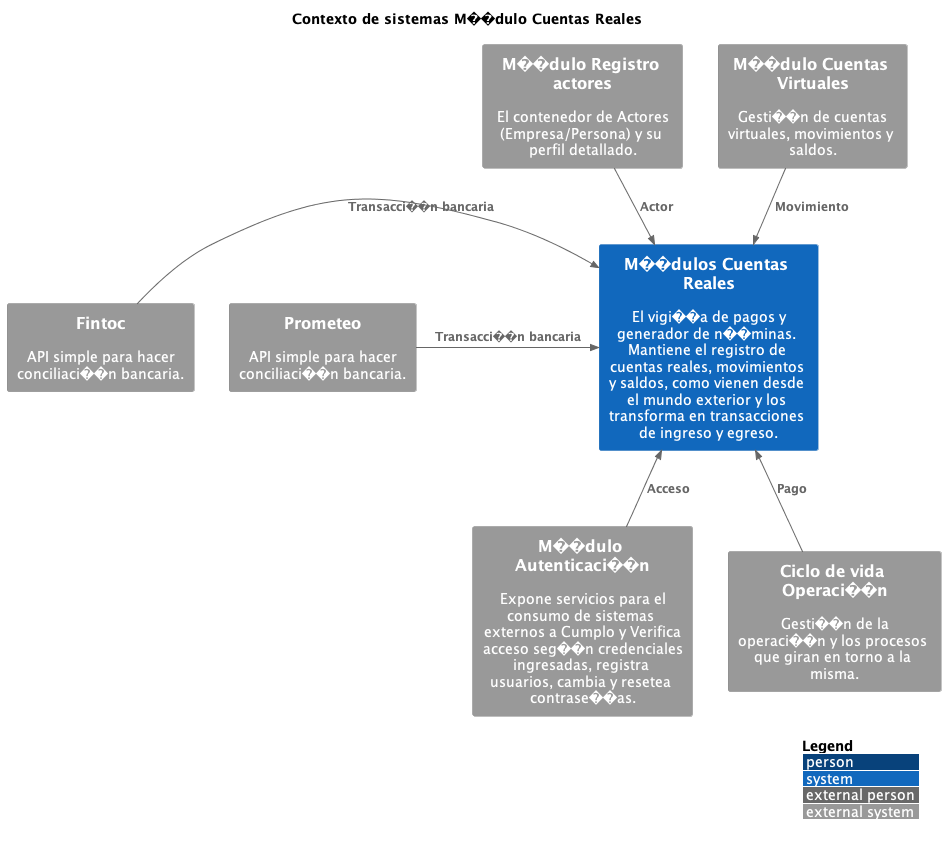 Contexto de sistemas M��dulo Cuentas Reales
M��dulo Registro
actores
El contenedor de Actores
(Empresa/Persona) y su
perfil detallado.
M��dulo Cuentas
Virtuales
Gesti��n de cuentas
virtuales, movimientos y
saldos.
Transacci��n bancaria
Actor
Movimiento
Fintoc
API simple para hacer
conciliaci��n bancaria.
Prometeo
API simple para hacer
conciliaci��n bancaria.
Transacci��n bancaria
M��dulos Cuentas
Reales
El vigi��a de pagos y
generador de n��minas.
Mantiene el registro de
cuentas reales, movimientos
y saldos, como vienen desde
el mundo exterior y los
transforma en transacciones
de ingreso y egreso.
Acceso
Pago
M��dulo
Autenticaci��n
Expone servicios para el
consumo de sistemas
externos a Cumplo y Verifica
acceso seg��n credenciales
ingresadas, registra
usuarios, cambia y resetea
contrase��as.
Ciclo de vida
Operaci��n
Gesti��n de la
operaci��n y los procesos
que giran en torno a la
misma.
Legend
person
system
external person
external system